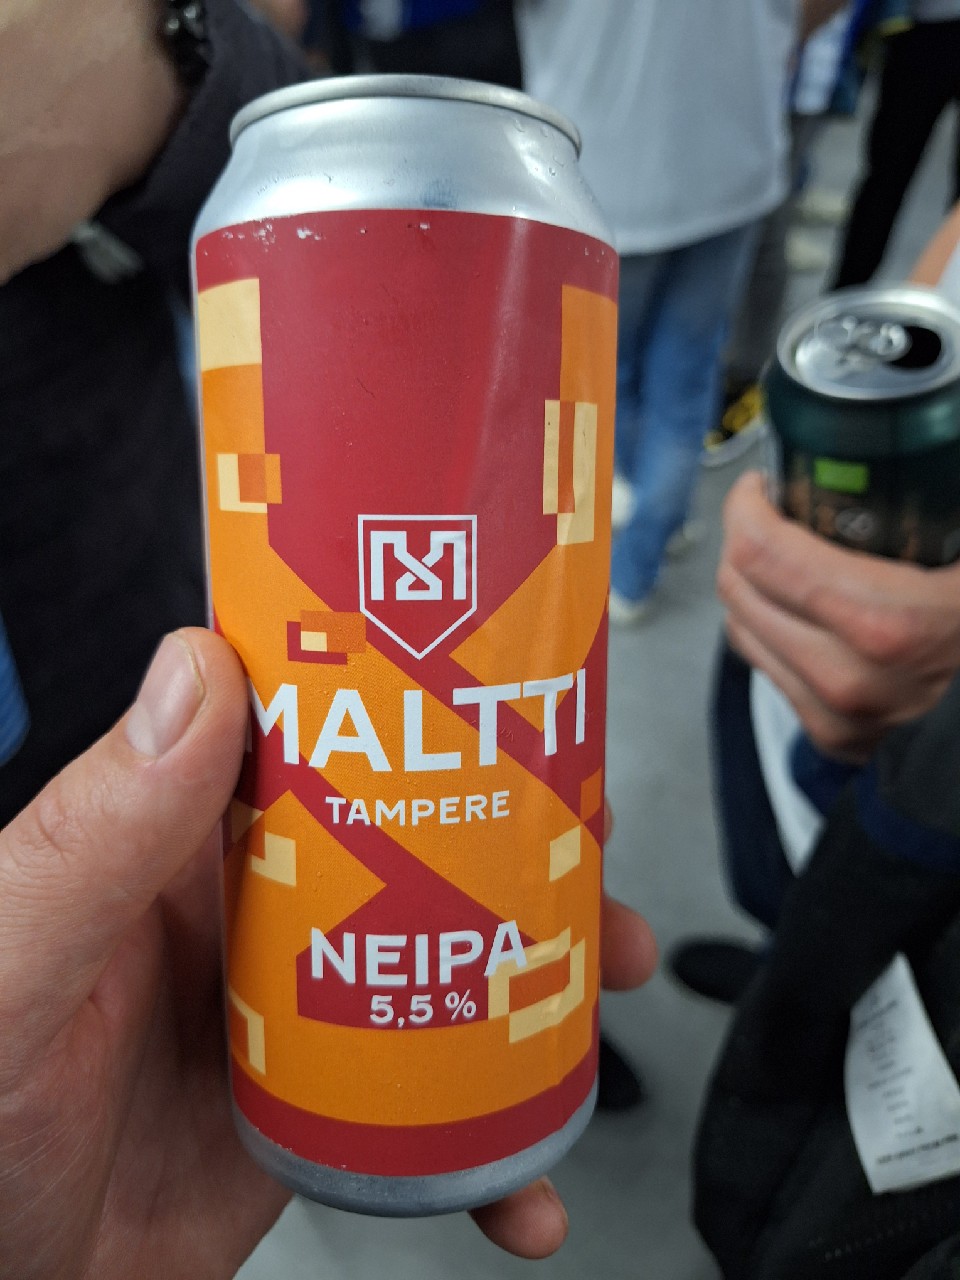 MALTTI
TAMPERE
NEIPA
5,5 %